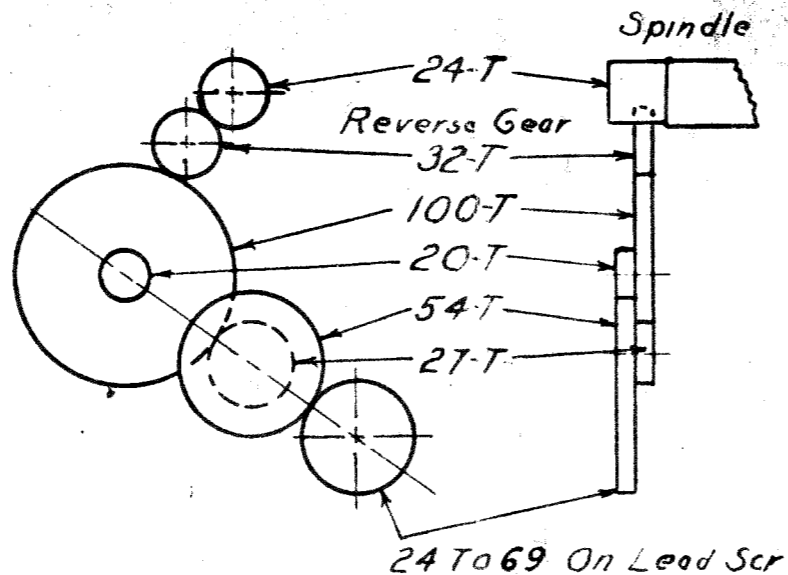 Spindle
24-T
Reverse Gear
32-T
100-T
20-T
54-T
27-T
24 To 69 On Lead Scr